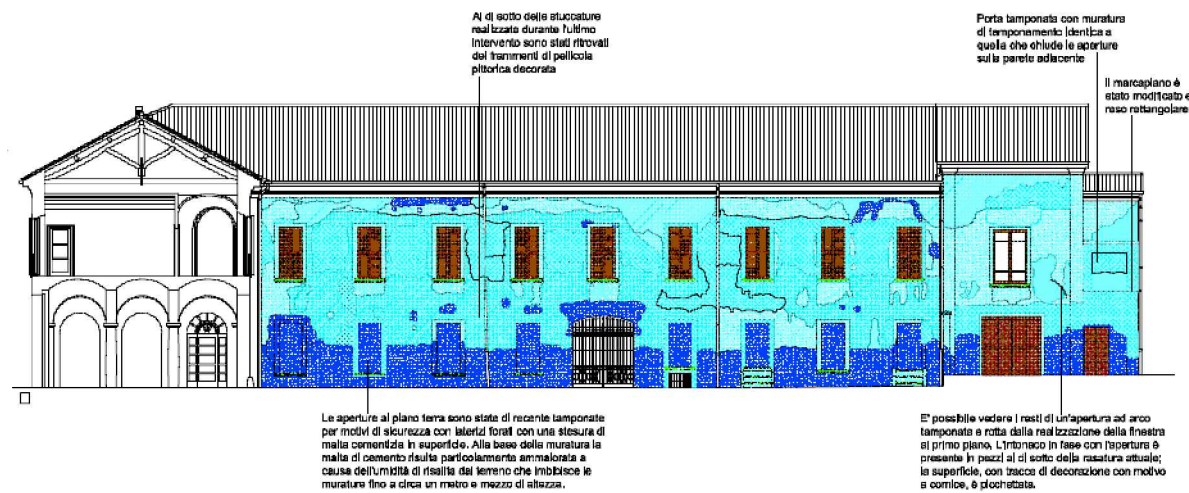 Al di sotto delle stuccature
realizzate durante l'ultimo
intervento sono stati ritrovati
dei frammenti di pellicola
pittorica decorata
Porta tamponata con muratura
di tamponamento identica a
quella che chiude le aperture
sulla parete adiacente
Il marcapiano è
stato modificato e
reso rettangolare
Le aperture al piano terra sono state di recente tamponate
per motivi di sicurezza con laterizi forati con una stesura di
malta cementizia in superficie. Alla base della muratura la
malta di cemento risulta particolarmente ammalorata a
causa dell'umidità di risalita dal terreno che imbibisce le
murature fino a circa un metro e mezzo di altezza.
E' possibile vedere i resti di un'apertura ad arco
tamponata e rotta dalla realizzazione della finestra
al primo piano. L'intonaco in fase con l'apertura è
presente in pezzi al di sotto della rasatura attuale;
la superficie, con tracce di decorazione con motivo
a cornice, è picchettata.